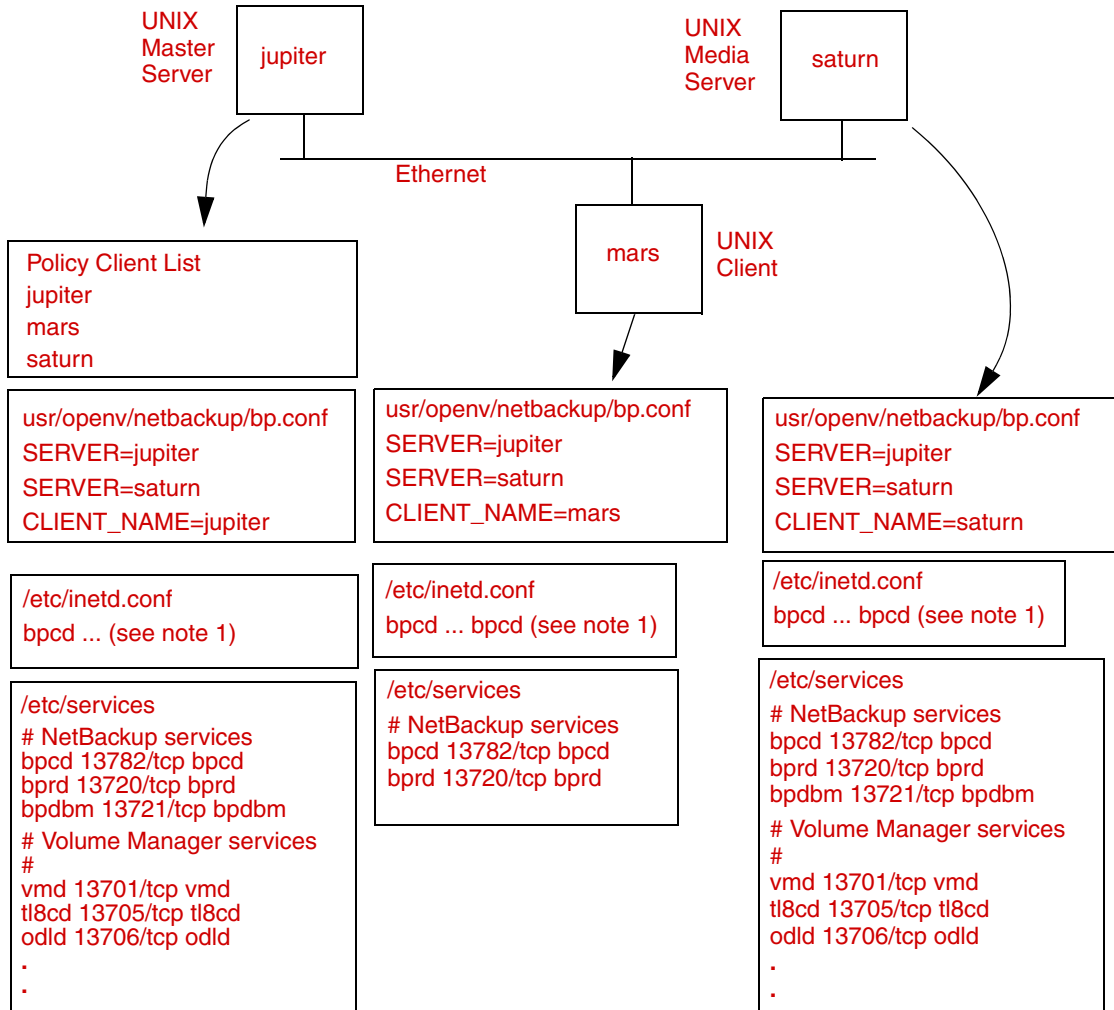 UNIX
Master
Server
jupiter
UNIX
Media
Server
saturn
Ethernet
mars
UNIX
Client
Policy Client List
jupiter
mars
saturn
usr/openv/netbackup/bp.conf
SERVER=jupiter
SERVER=saturn
CLIENT_NAME=jupiter
/etc/inetd.conf
bpcd ... (see note 1)
/etc/services
# NetBackup services
bpcd 13782/tcp bpcd
bprd 13720/tcp bprd
bpdbm 13721/tcp bpdbm
# Volume Manager services
#
vmd 13701/tcp vmd
tl8cd 13705/tcp tl8cd
odld 13706/tcp odld
.
.
usr/openv/netbackup/bp.conf
SERVER=jupiter
SERVER=saturn
CLIENT_NAME=mars
/etc/inetd.conf
bpcd ... bpcd (see note 1)
/etc/services
# NetBackup services
bpcd 13782/tcp bpcd
bprd 13720/tcp bprd
usr/openv/netbackup/bp.conf
SERVER=jupiter
SERVER=saturn
CLIENT_NAME=saturn
/etc/inetd.conf
bpcd ... bpcd (see note 1)
/etc/services
# NetBackup services
bpcd 13782/tcp bpcd
bprd 13720/tcp bprd
bpdbm 13721/tcp bpdbm
# Volume Manager services
#
vmd 13701/tcp vmd
tl8cd 13705/tcp tl8cd
odld 13706/tcp odld
.
.